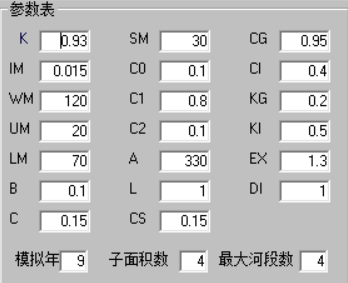 参数表
K 0.93 SM 30 CG 0.95
IM 0.015 C0 0.1 CI 0.4
WM 120 C1 0.8 KG 0.2
UM 20 C2 0.1 KI 0.5
LM 70 A 330 EX 1.3
B 0.1 L 1 DI 1
C 0.15 CS 0.15
模拟年 9 子面积数 4 最大河段数 4